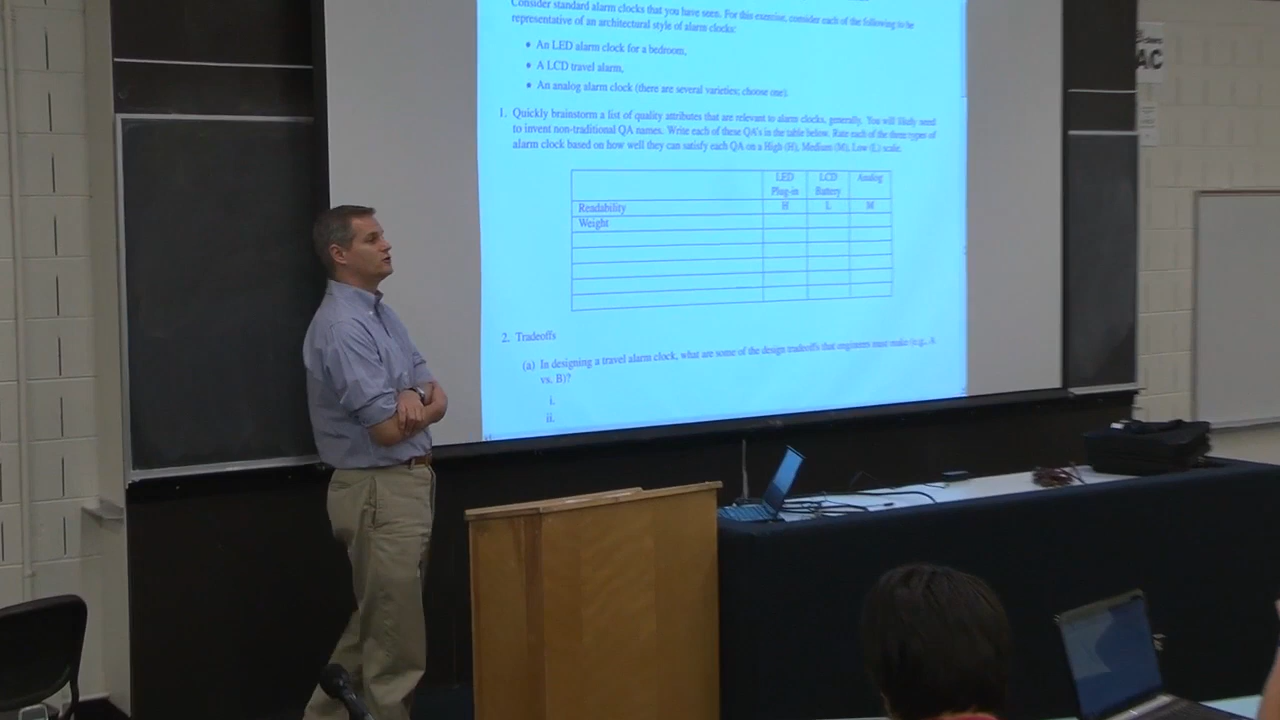 Consider standard alarm clocks that you have seen. For this exercise, consider each of the following to be
representative of an architectural style of alarm clocks:
• An LED alarm clock for a bedroom,
• A LCD travel alarm,
• An analog alarm clock (there are several varieties; choose one).
1. Quickly brainstorm a list of quality attributes that are relevant to alarm clocks, generally. You will likely need
to invent non-traditional QA names. Write each of these QA's in the table below. Rate each of the three types of
alarm clock based on how well they can satisfy each QA on a High (H), Medium (M), Low (L) scale.
LED LCD Analog
Plug-in Battery
Readability H L M
Weight
2. Tradeoffs
(a) In designing a travel alarm clock, what are some of the design tradeoffs that engineers must make (e.g., A
vs. B)?
i.
ii.
AC